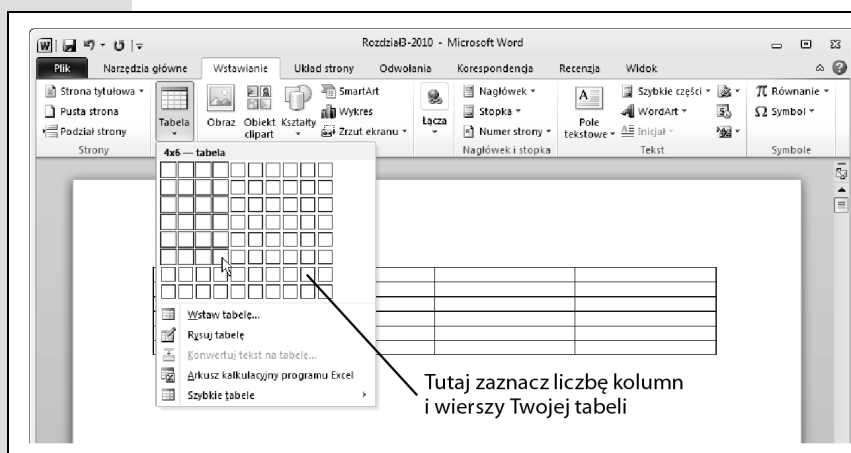 Rozdział3-2010 - Microsoft Word
Plik Narzędzia główne Wstawianie Układ strony Odwołania Korespondencja Recenzja Widok
Strona tytułowa
Pusta strona
Podział strony
Strony
Tabela
Obraz
Obiekt clipart
Kształty
SmartArt
Wykres
Zrzut ekranu
Łącza
Nagłówek
Stopka
Numer strony
Nagłówek i stopka
A
Pole tekstowe
Szybkie części
WordArt
Inicjał
Tekst
π Równanie
Ω Symbol
Symbole
4x6 — tabela
Wstaw tabelę...
Rysuj tabelę
Konwertuj tekst na tabelę...
Arkusz kalkulacyjny programu Excel
Szybkie tabele
Tutaj zaznacz liczbę kolumn
i wierszy Twojej tabeli